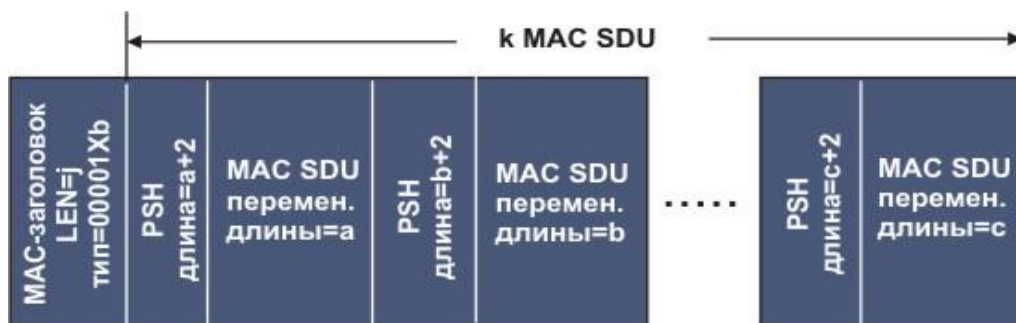 k MAC SDU
MAC-заголовок
LEN=j
тип=00001Xb
PSH
длина=a+2
MAC SDU
перемен.
длины=a
PSH
длина=b+2
MAC SDU
перемен.
длины=b
.....
PSH
длина=c+2
MAC SDU
перемен.
длины=c